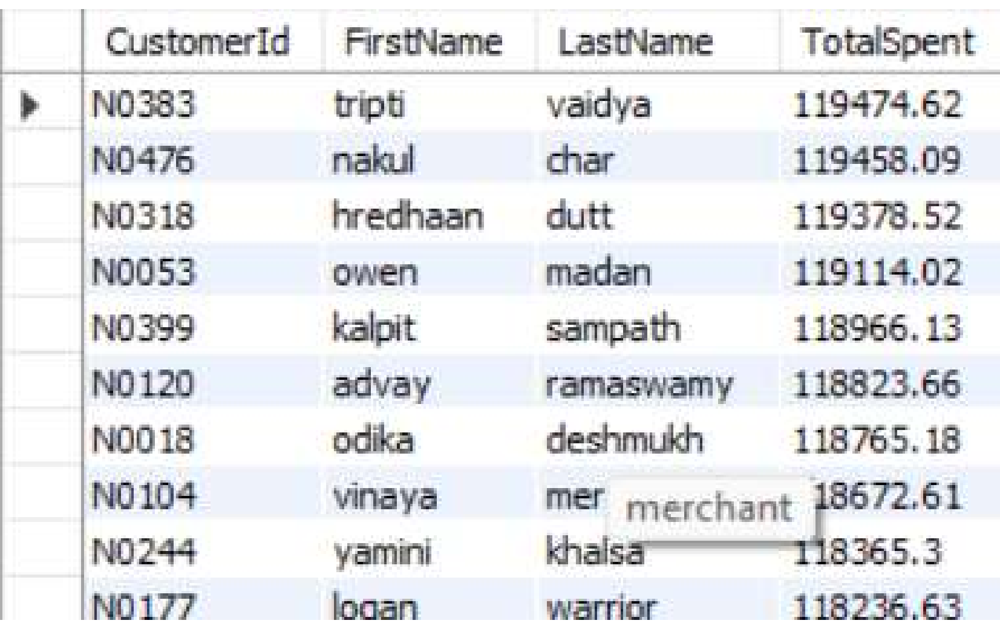 CustomerId FirstName LastName TotalSpent
N0383 tripti vaidya 119474.62
N0476 nakul char 119458.09
N0318 hredhaan dutt 119378.52
N0053 owen madan 119114.02
N0399 kalpit sampath 118966.13
N0120 advay ramaswamy 118823.66
N0018 odika deshmukh 118765.18
N0104 vinaya mer merchant 18672.61
N0244 yamini khalsa 118365.3
N0177 logan warrior 118236.63